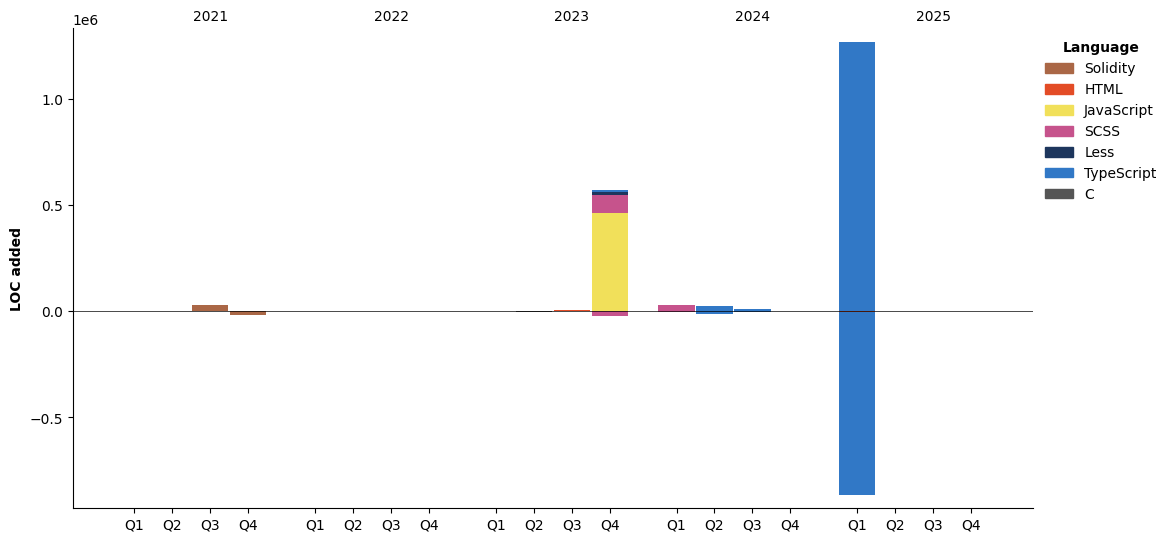 1e6
2021 2022 2023 2024 2025
Language
Solidity
HTML
JavaScript
SCSS
Less
TypeScript
C
LOC added
1.0
0.5
0.0
−0.5
Q1 Q2 Q3 Q4 Q1 Q2 Q3 Q4 Q1 Q2 Q3 Q4 Q1 Q2 Q3 Q4 Q1 Q2 Q3 Q4